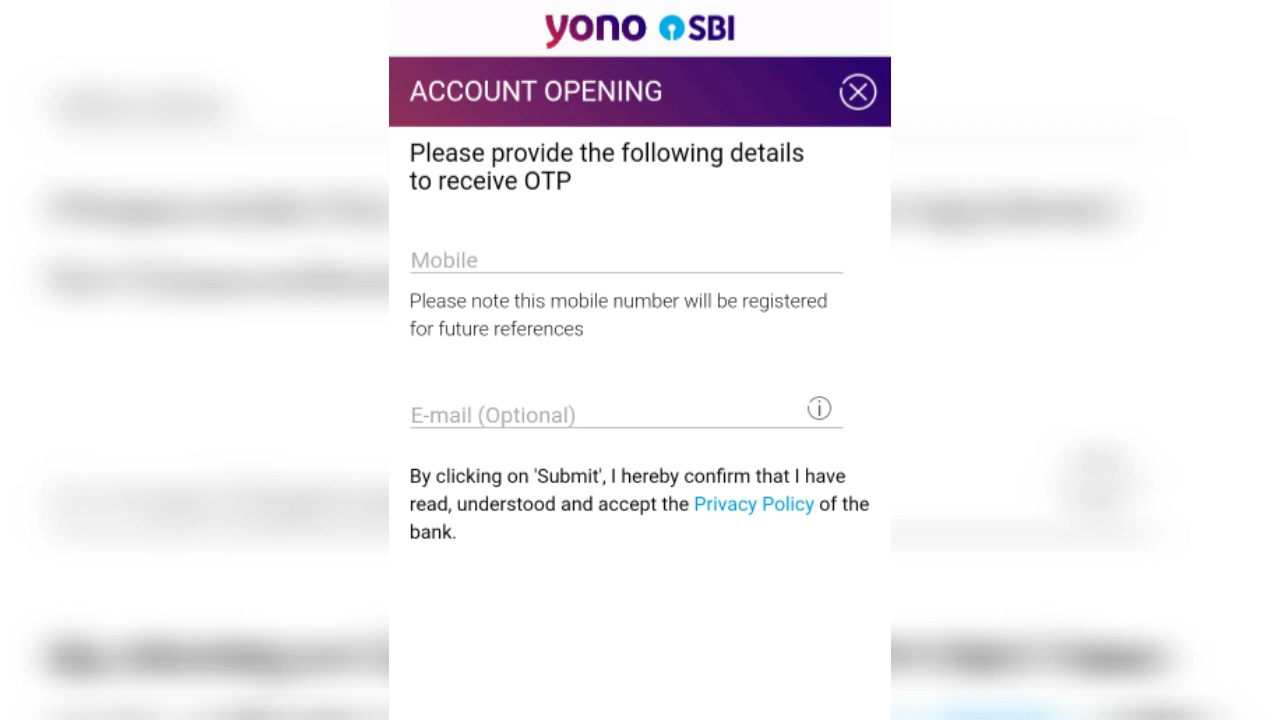 yono SBI
ACCOUNT OPENING
Please provide the following details
to receive OTP
Mobile
Please note this mobile number will be registered
for future references
E-mail (Optional)
By clicking on 'Submit', I hereby confirm that I have
read, understood and accept the Privacy Policy of the
bank.